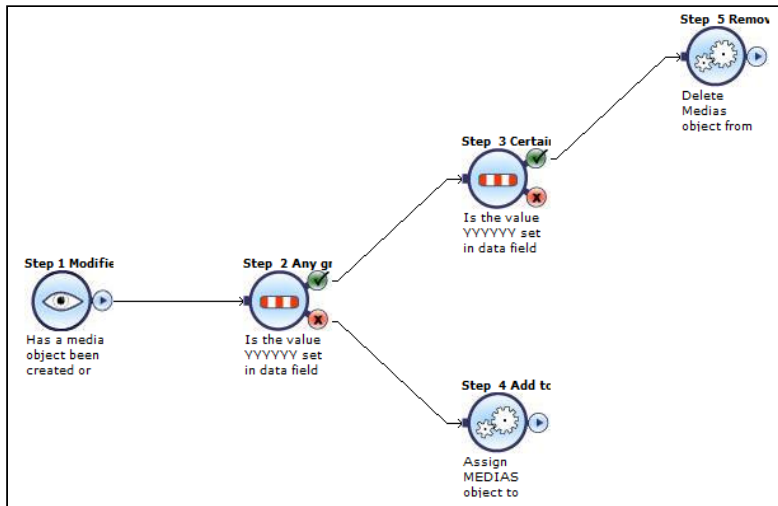 Step 5 Remov
Delete
Medias
object from
Step 3 Certain
Is the value
YYYYYY set
in data field
Step 1 Modifie
Has a media
object been
created or
Step 2 Any gr
Is the value
YYYYYY set
in data field
Step 4 Add to
Assign
MEDIAS
object to